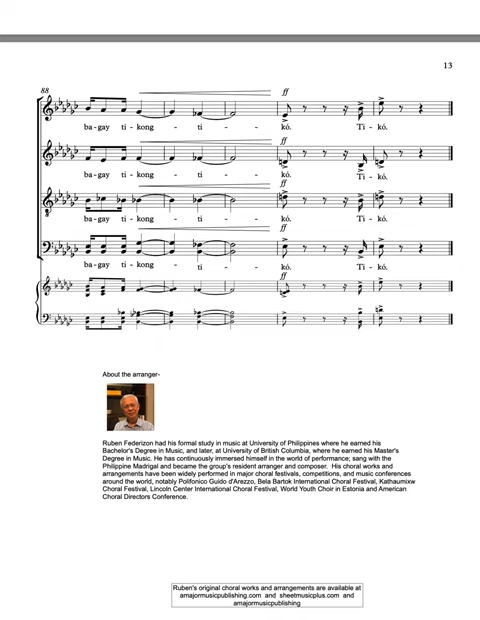 13
88
ff
ba - gay ti - kong - ti - kó. Ti - kó.
ff
ba - gay ti - kong - ti - kó. Ti - kó.
ff
ba - gay ti - kong - ti - kó. Ti - kó.
ff
ba - gay ti - kong - ti - kó. Ti - kó.
ff
About the arranger-
Ruben Federizon had his formal study in music at University of Philippines where he earned his
Bachelor's Degree in Music, and later, at University of British Columbia, where he earned his Master's
Degree in Music. He has continuously immersed himself in the world of performance; sang with the
Philippine Madrigal and became the group's resident arranger and composer. His choral works and
arrangements have been widely performed in major choral festivals, competitions, and music conferences
around the world, notably Polifonico Guido d'Arezzo, Bela Bartok International Choral Festival, Kathaumixw
Choral Festival, Lincoln Center International Choral Festival, World Youth Choir in Estonia and American
Choral Directors Conference.
Ruben's original choral works and arrangements are available at
amajormusicpublishing.com and sheetmusicplus.com and
amajormusicpublishing